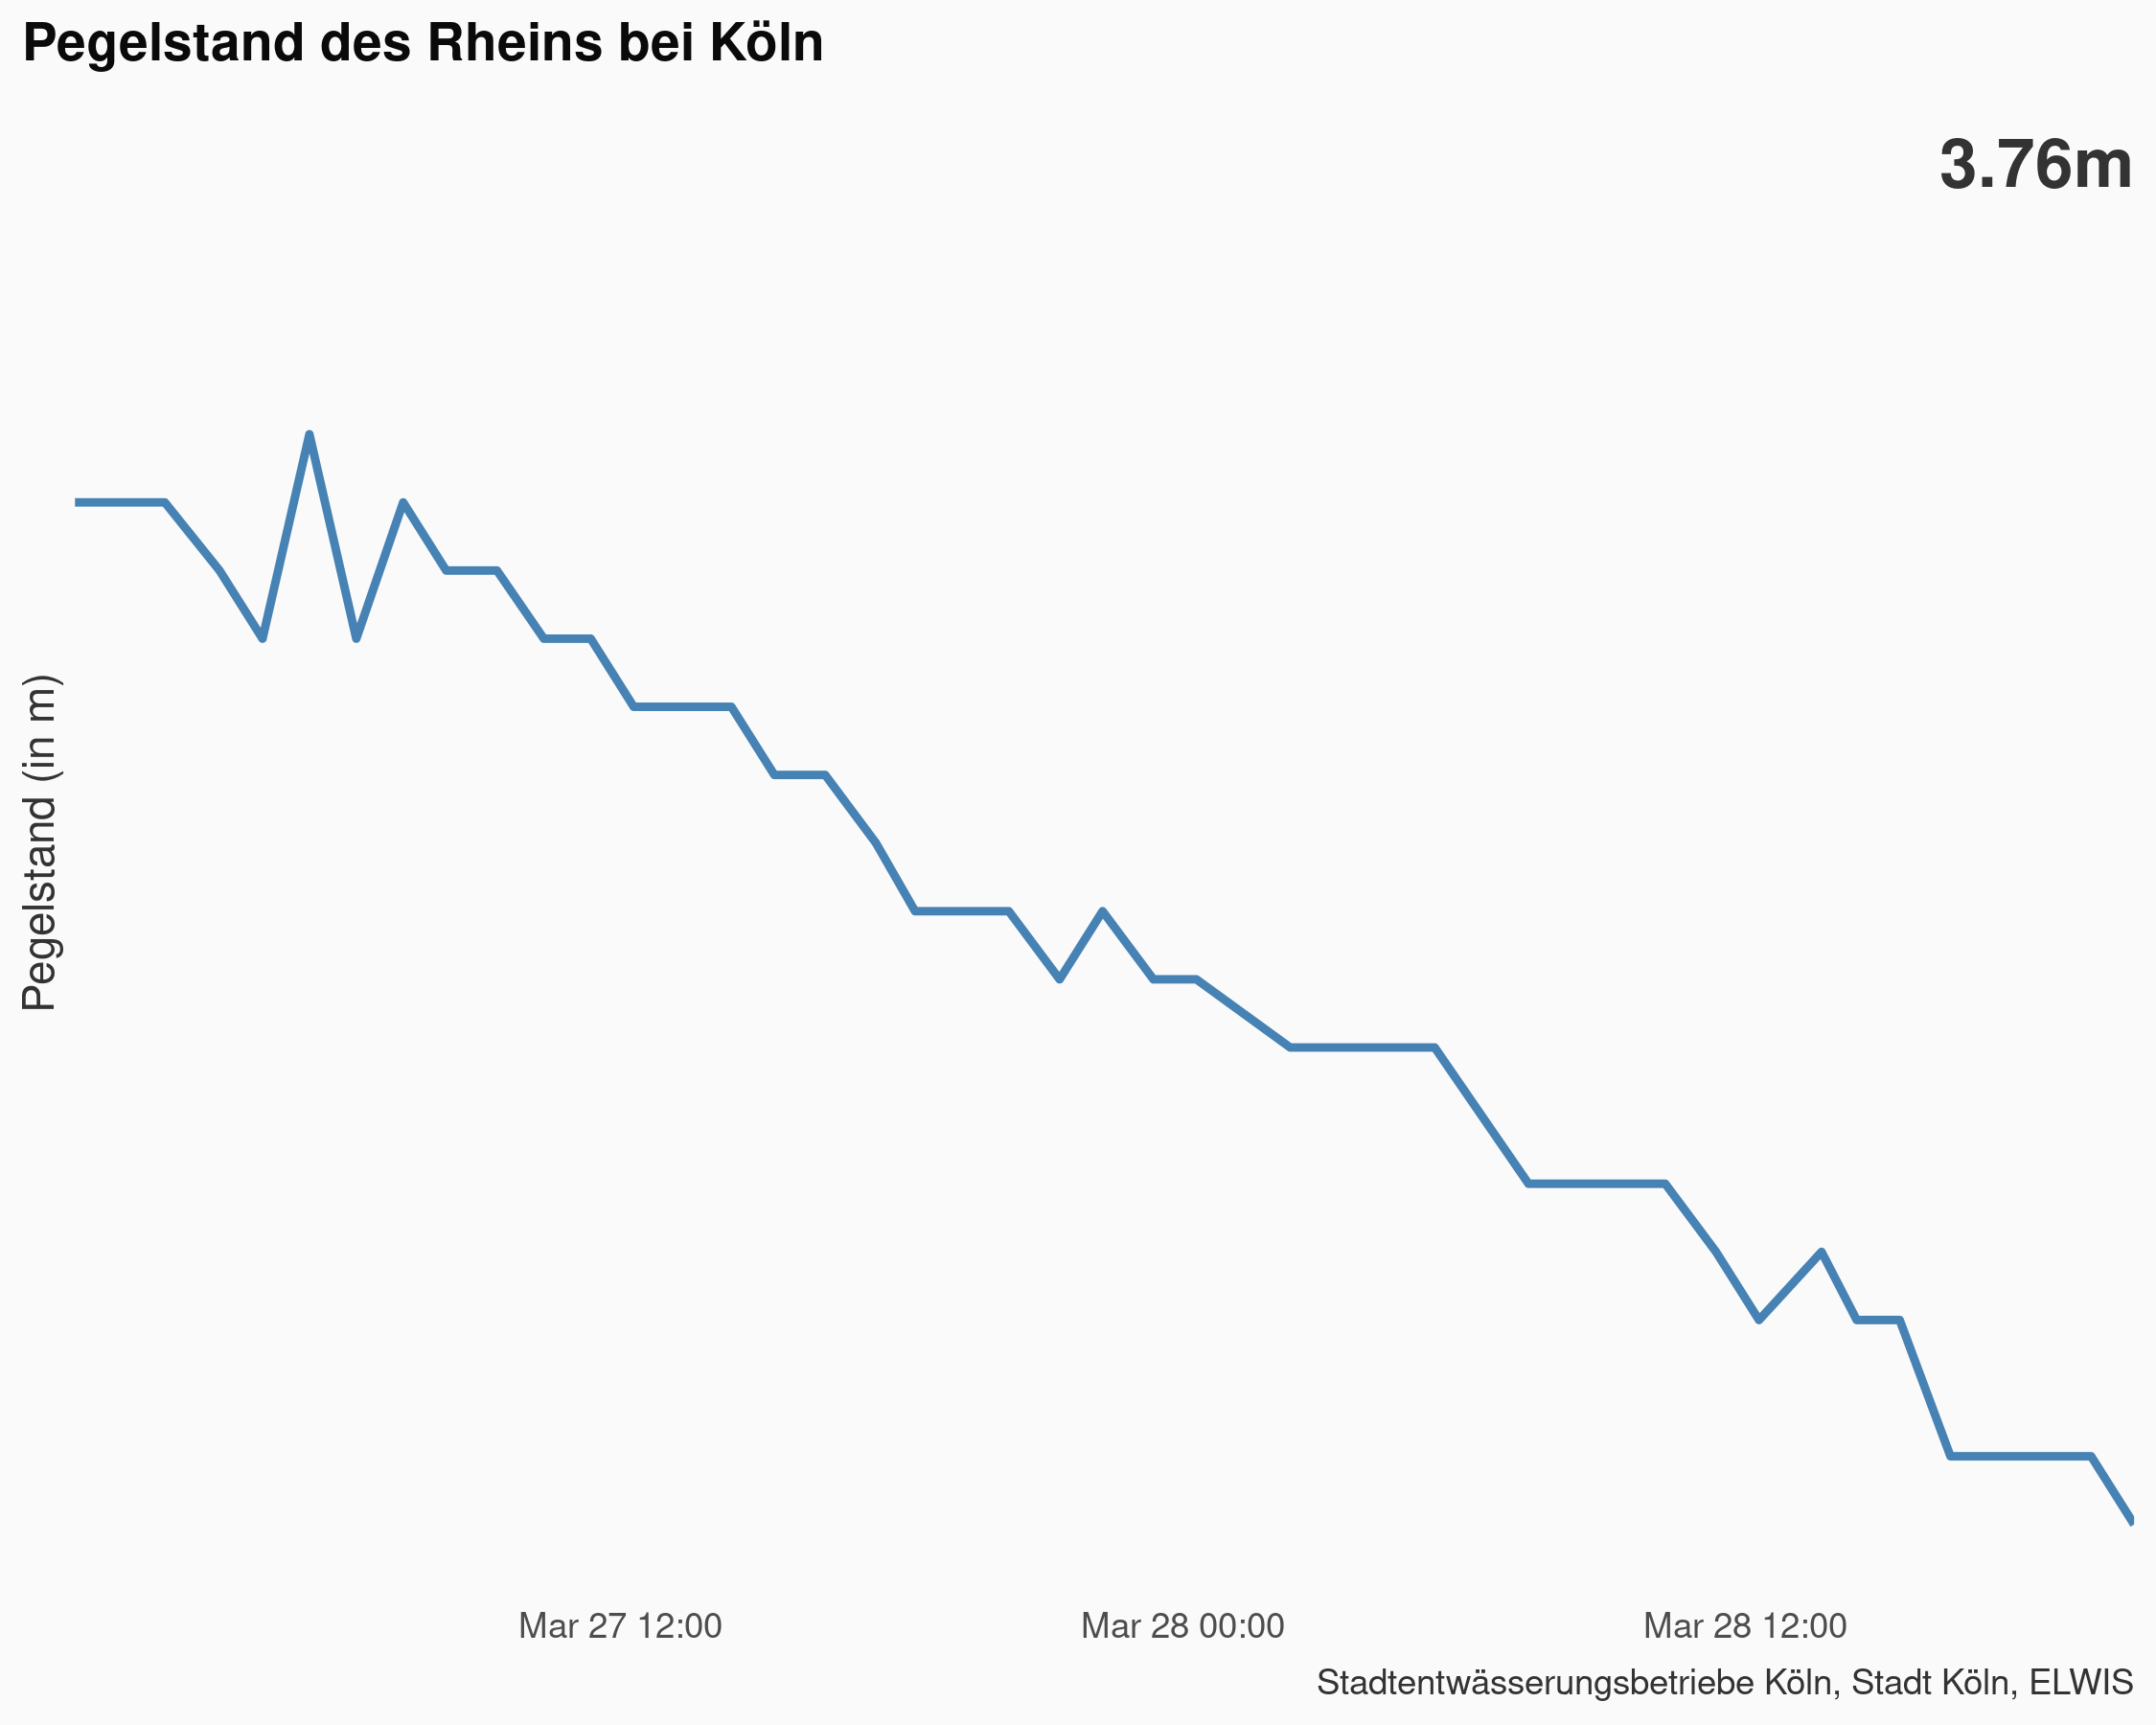 Pegelstand des Rheins bei Köln
3.76m
Pegelstand (in m)
Mar 27 12:00
Mar 28 00:00
Mar 28 12:00
Stadtentwässerungsbetriebe Köln, Stadt Köln, ELWIS